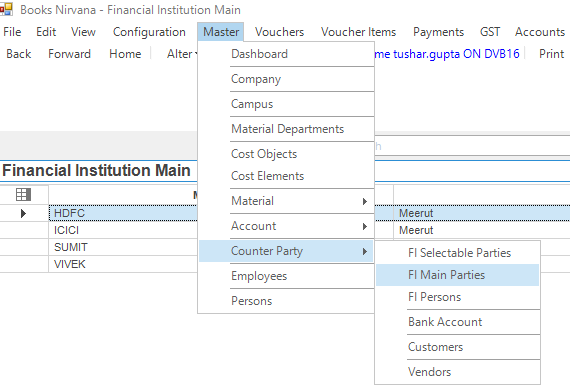 Books Nirvana - Financial Institution Main
File Edit View Configuration Master Vouchers Voucher Items Payments GST Accounts
Back Forward Home Alter me tushar.gupta ON DVB16 Print
Dashboard
Company
Campus
Material Departments
h
Cost Objects
Financial Institution Main
Cost Elements
M
Material
HDFC Meerut
Account
ICICI Meerut
SUMIT
Counter Party
VIVEK
Employees
Persons
FI Selectable Parties
FI Main Parties
FI Persons
Bank Account
Customers
Vendors